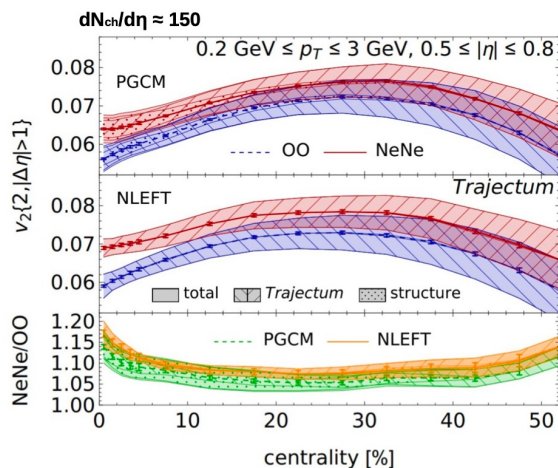 dNch/dη ≈ 150
0.2 GeV ≤ pT ≤ 3 GeV, 0.5 ≤ |η| ≤ 0.8
0.08
PGCM
0.07
0.06
OO NeNe
v2{2,|Δη|>1}
NLEFT
Trajectum
0.08
0.07
0.06
total Trajectum structure
1.20
PGCM NLEFT
1.15
1.10
1.05
1.00
NeNe/OO
0 10 20 30 40 50
centrality [%]